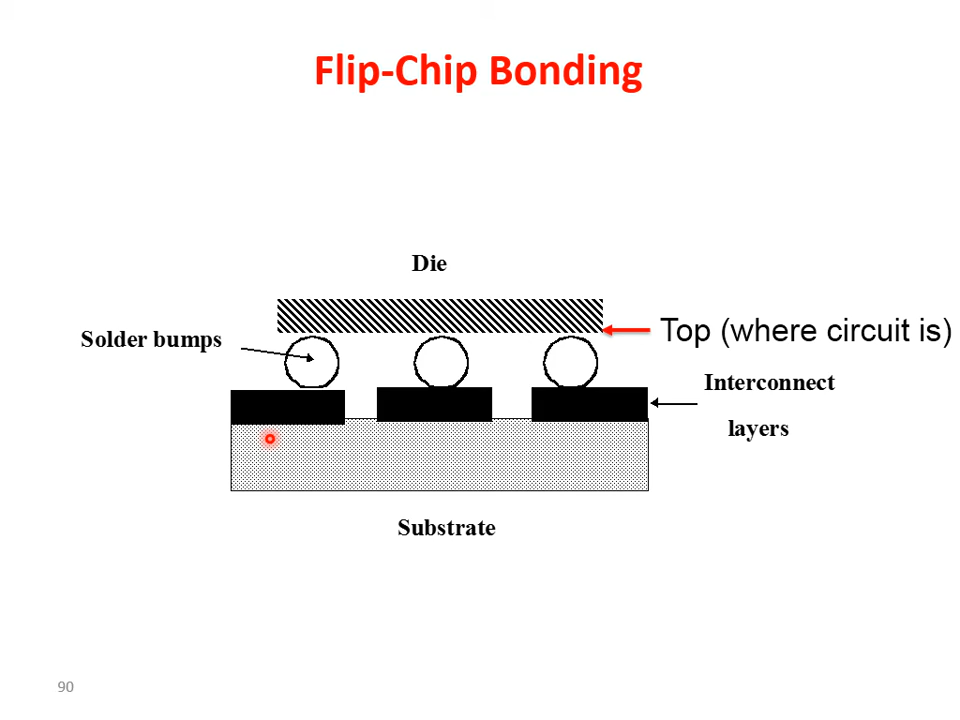 Flip-Chip Bonding
Die
Solder bumps
Top (where circuit is)
Interconnect
layers
Substrate
90